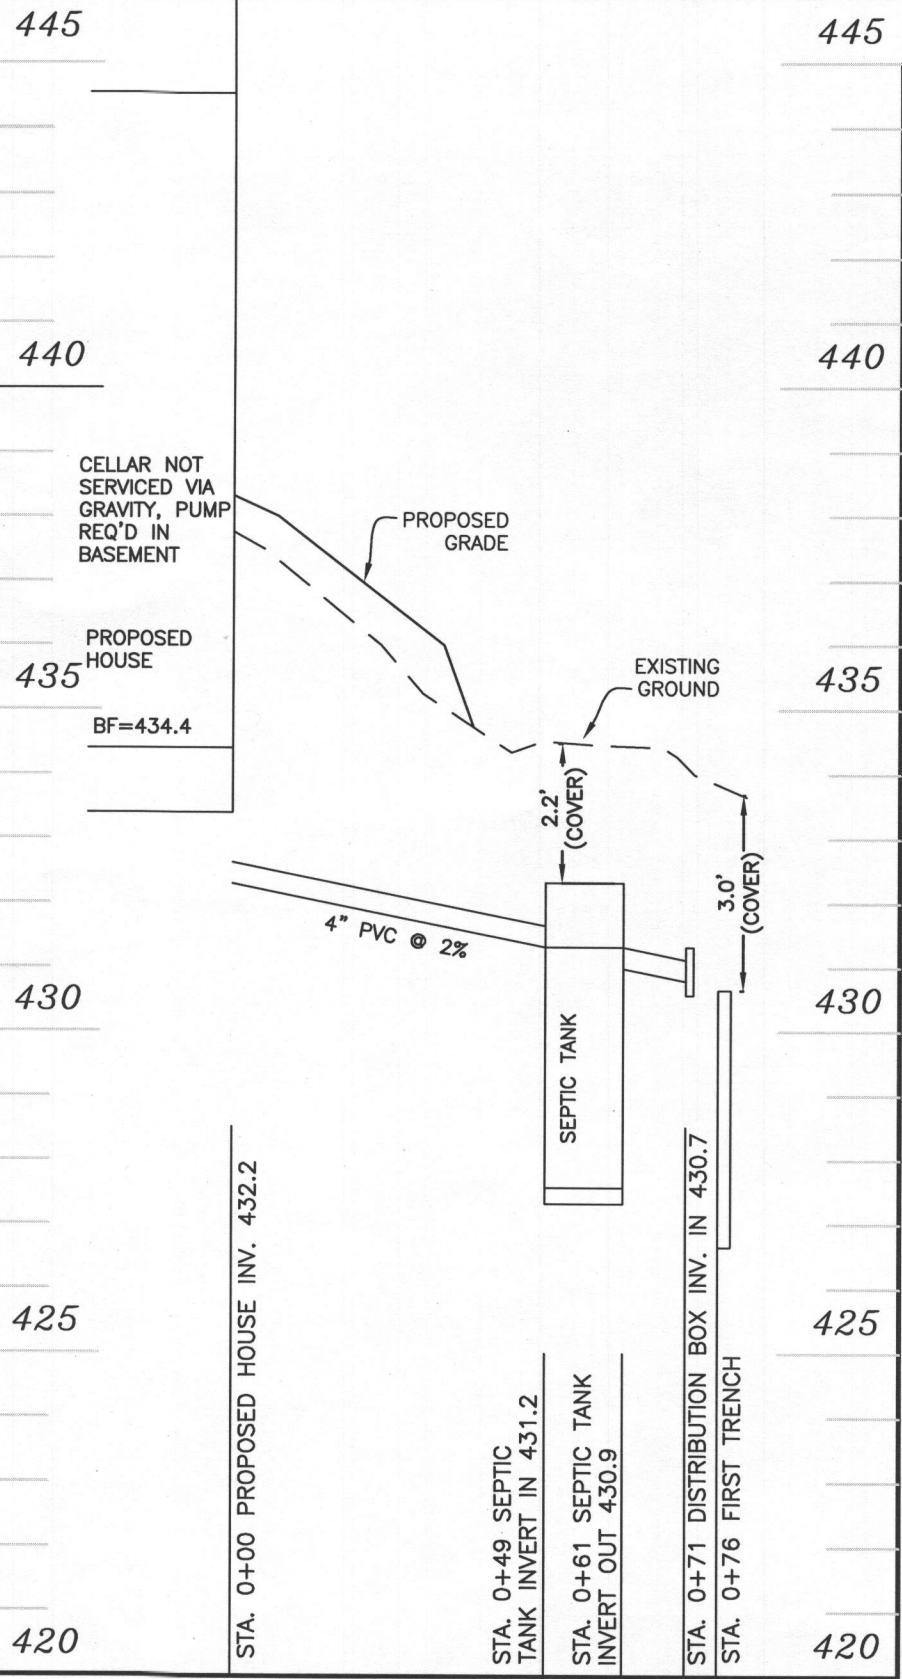 445
445
440
440
CELLAR NOT
SERVICED VIA
GRAVITY, PUMP
REQ'D IN
BASEMENT
PROPOSED
GRADE
PROPOSED
HOUSE
435
435
EXISTING
GROUND
BF=434.4
2.2'
(COVER)
3.0'
(COVER)
4" PVC @ 2%
430
430
SEPTIC TANK
425
425
STA. 0+00 PROPOSED HOUSE INV. 432.2
STA. 0+49 SEPTIC
TANK INVERT IN 431.2
STA. 0+61 SEPTIC TANK
INVERT OUT 430.9
STA. 0+71 DISTRIBUTION BOX INV. IN 430.7
STA. 0+76 FIRST TRENCH
420
420